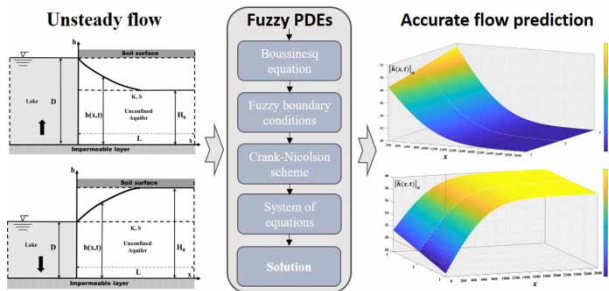 Unsteady flow
h
Soil surface
K, S
Unconfined
Aquifer
Lake
D
h(x,t)
H₀
L
x
Impermeable layer
h
Soil surface
K, S
Unconfined
Aquifer
Lake
D
h(x,t)
H₀
L
x
Impermeable layer
Fuzzy PDEs
Boussinesq
equation
Fuzzy boundary
conditions
Crank-Nicolson
scheme
System of
equations
Solution
Accurate flow prediction
[h̃(x,t)]ₐ
x
[h̃(x,t)]ₐ
x